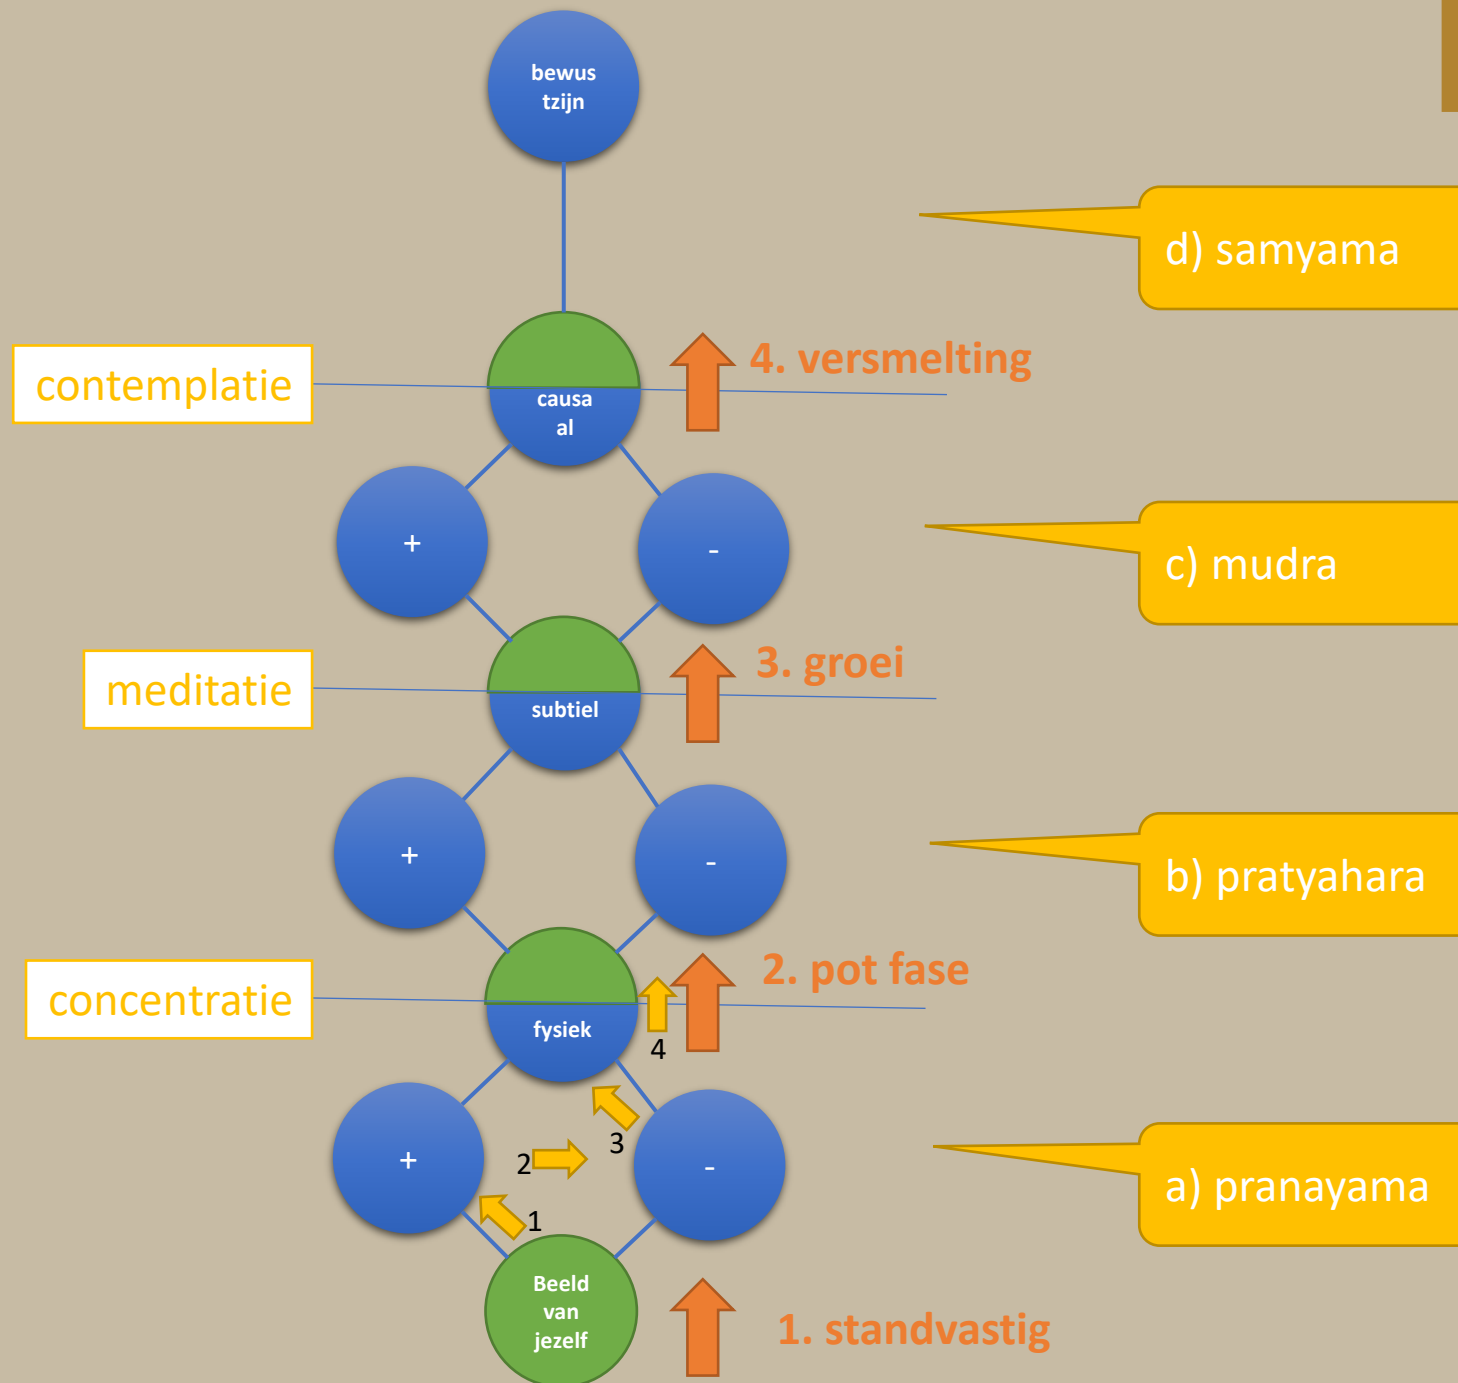 bewus
tzijn
d) samyama
4. versmelting
contemplatie
causa
al
+
-
c) mudra
3. groei
meditatie
subtiel
+
-
b) pratyahara
2. pot fase
concentratie
fysiek
4
3
+
2
-
a) pranayama
1
Beeld
van
jezelf
1. standvastig